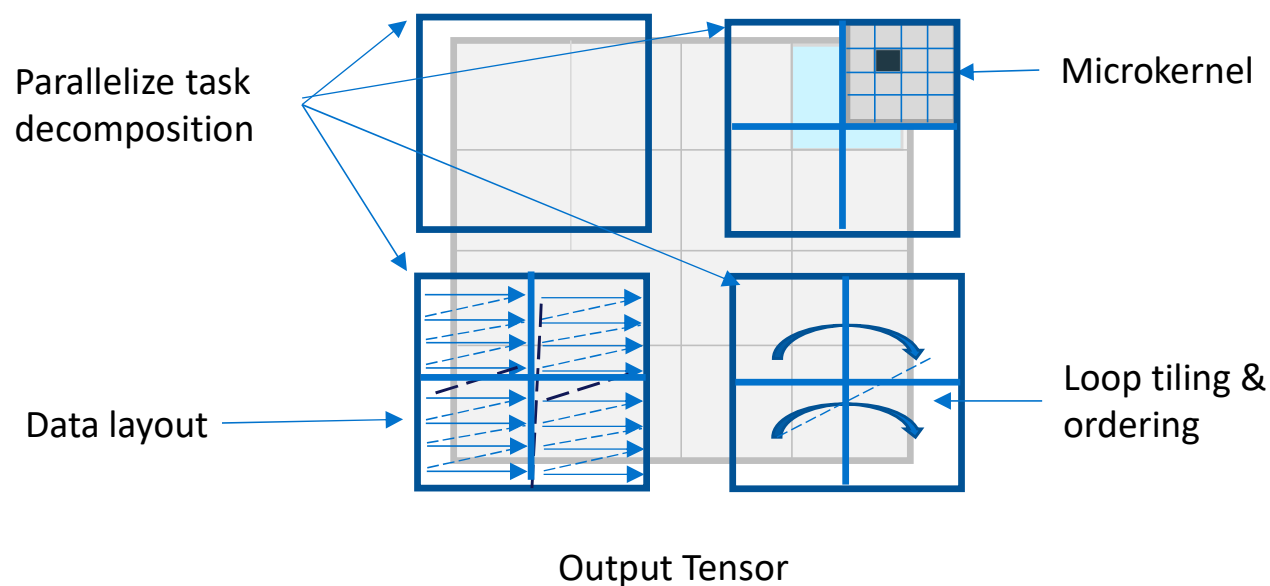 Parallelize task
decomposition
Microkernel
Data layout
Loop tiling &
ordering
Output Tensor